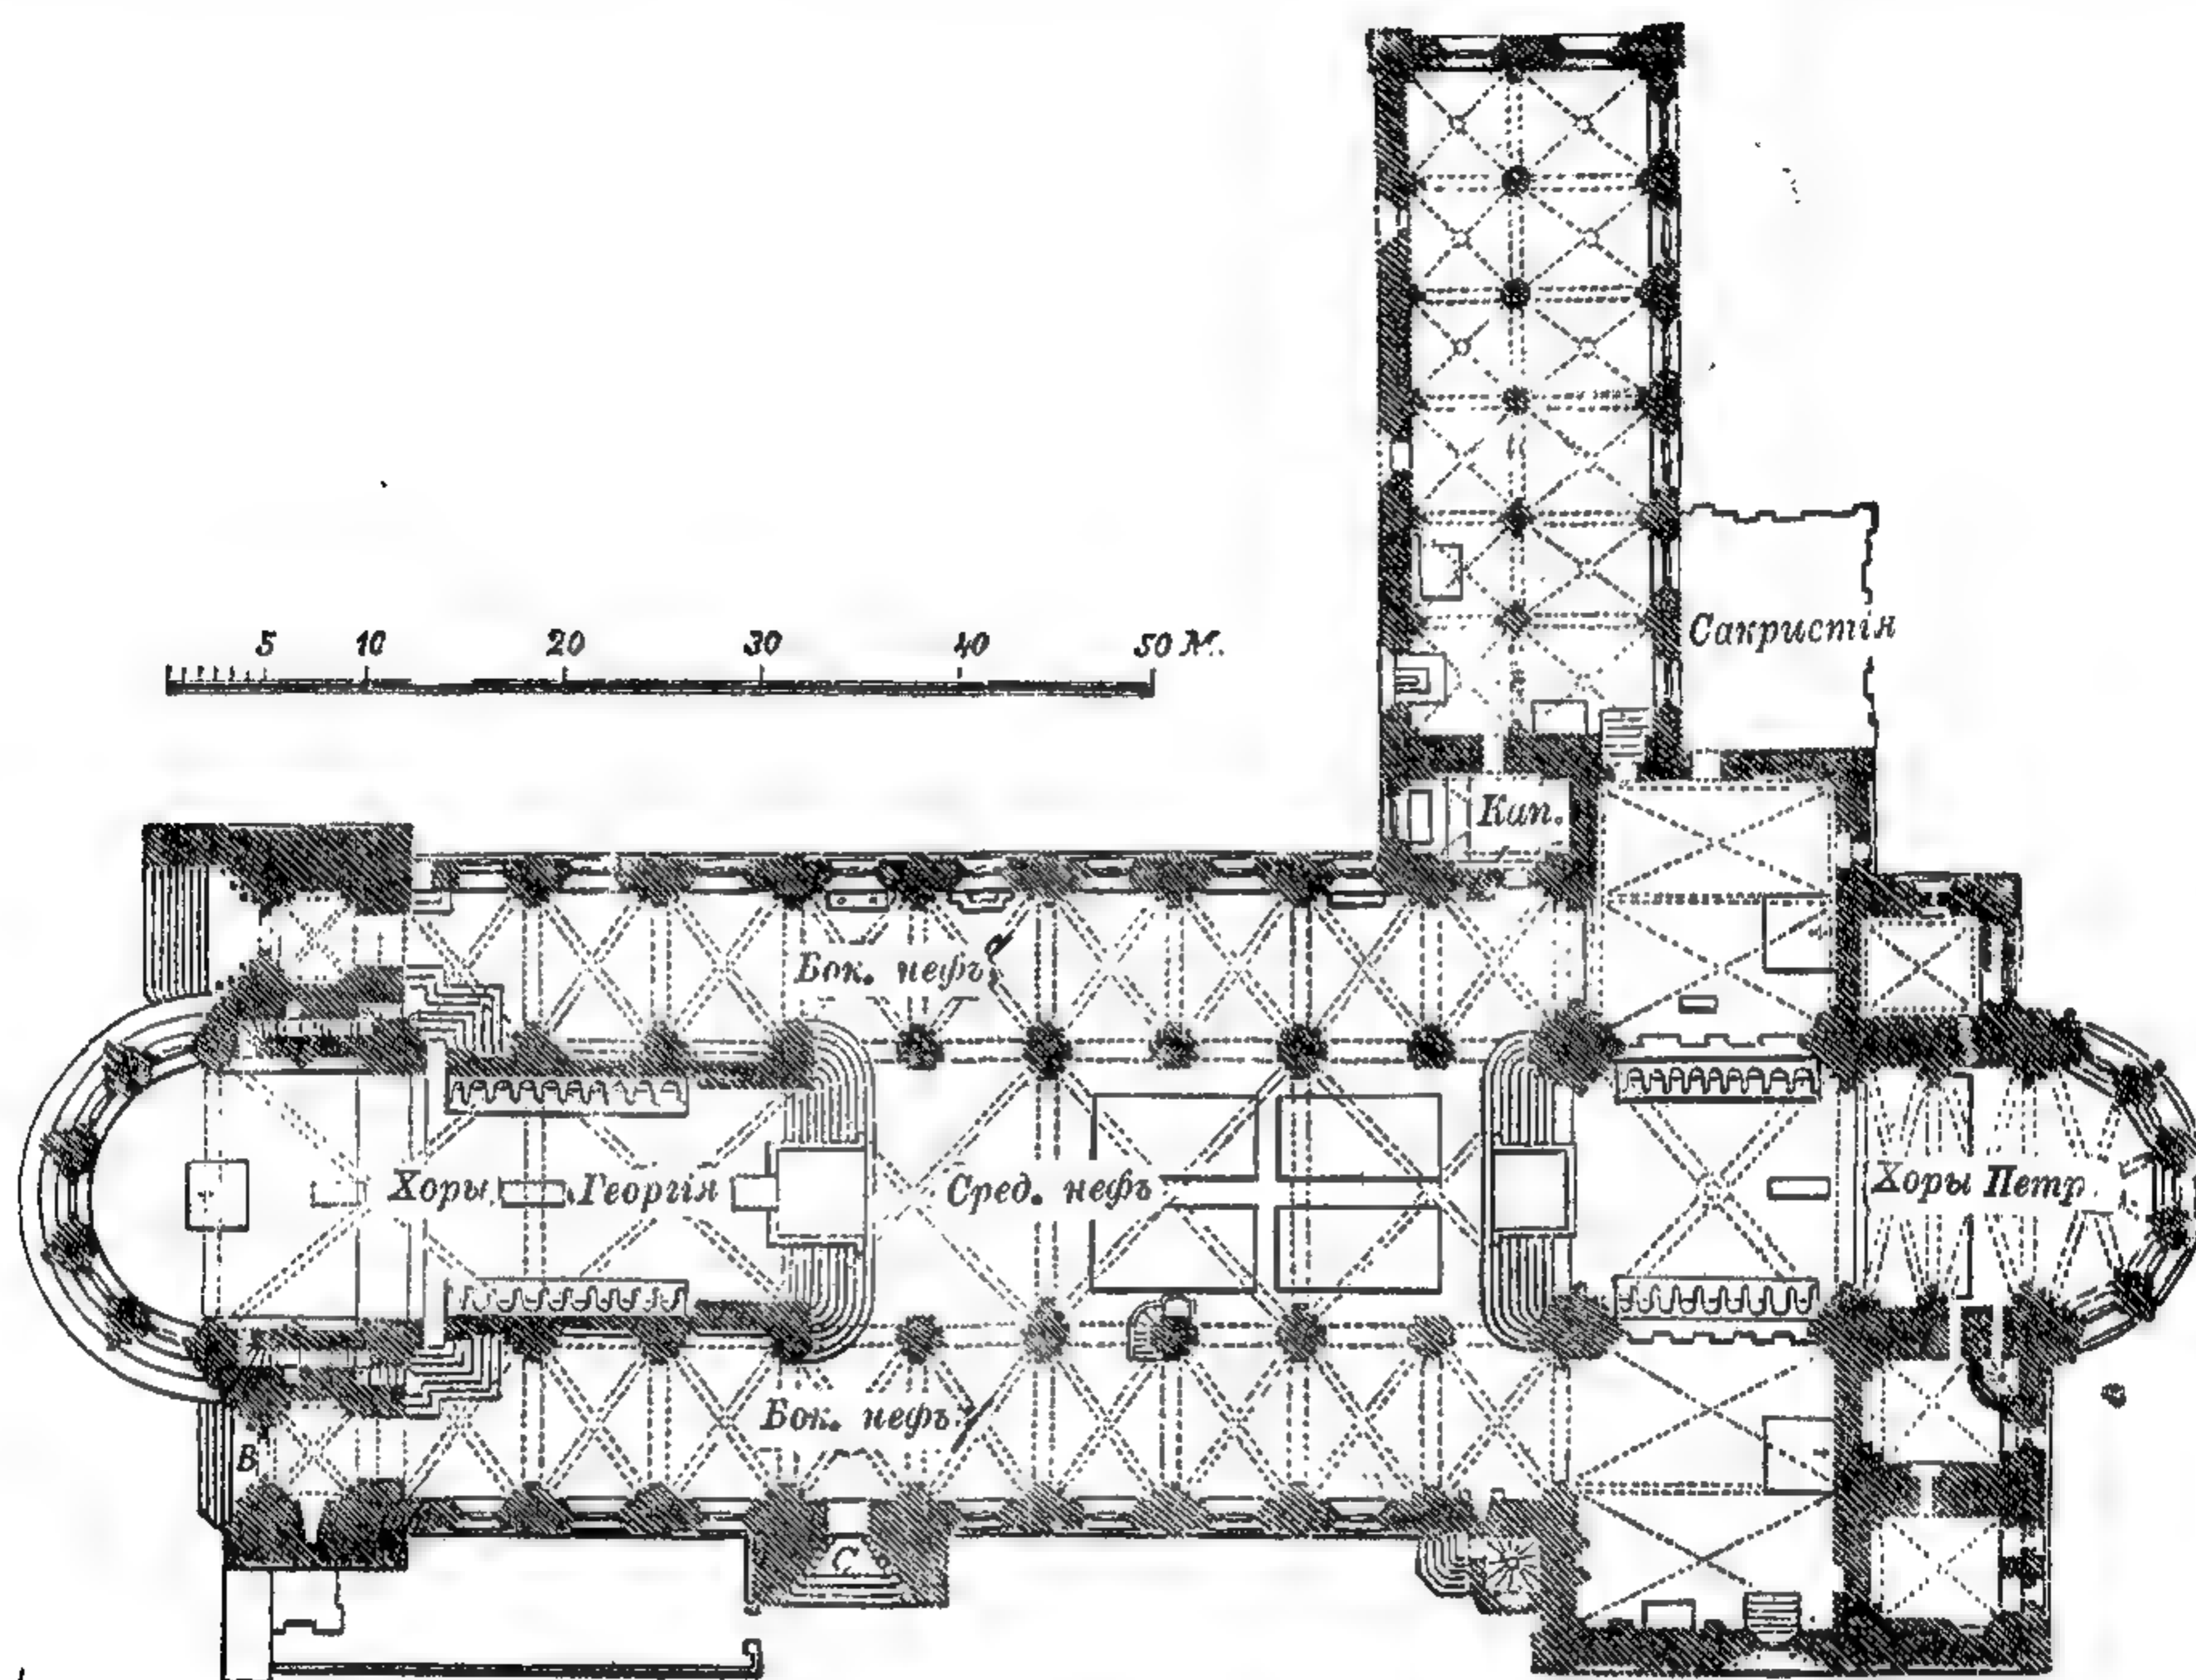 Сакристія
5 10 20 30 40 50 М.
Кап.
Бок. нефъ
Хоры Георгія
Сред. нефъ
Хоры Петр.
Бок. нефъ
В
С